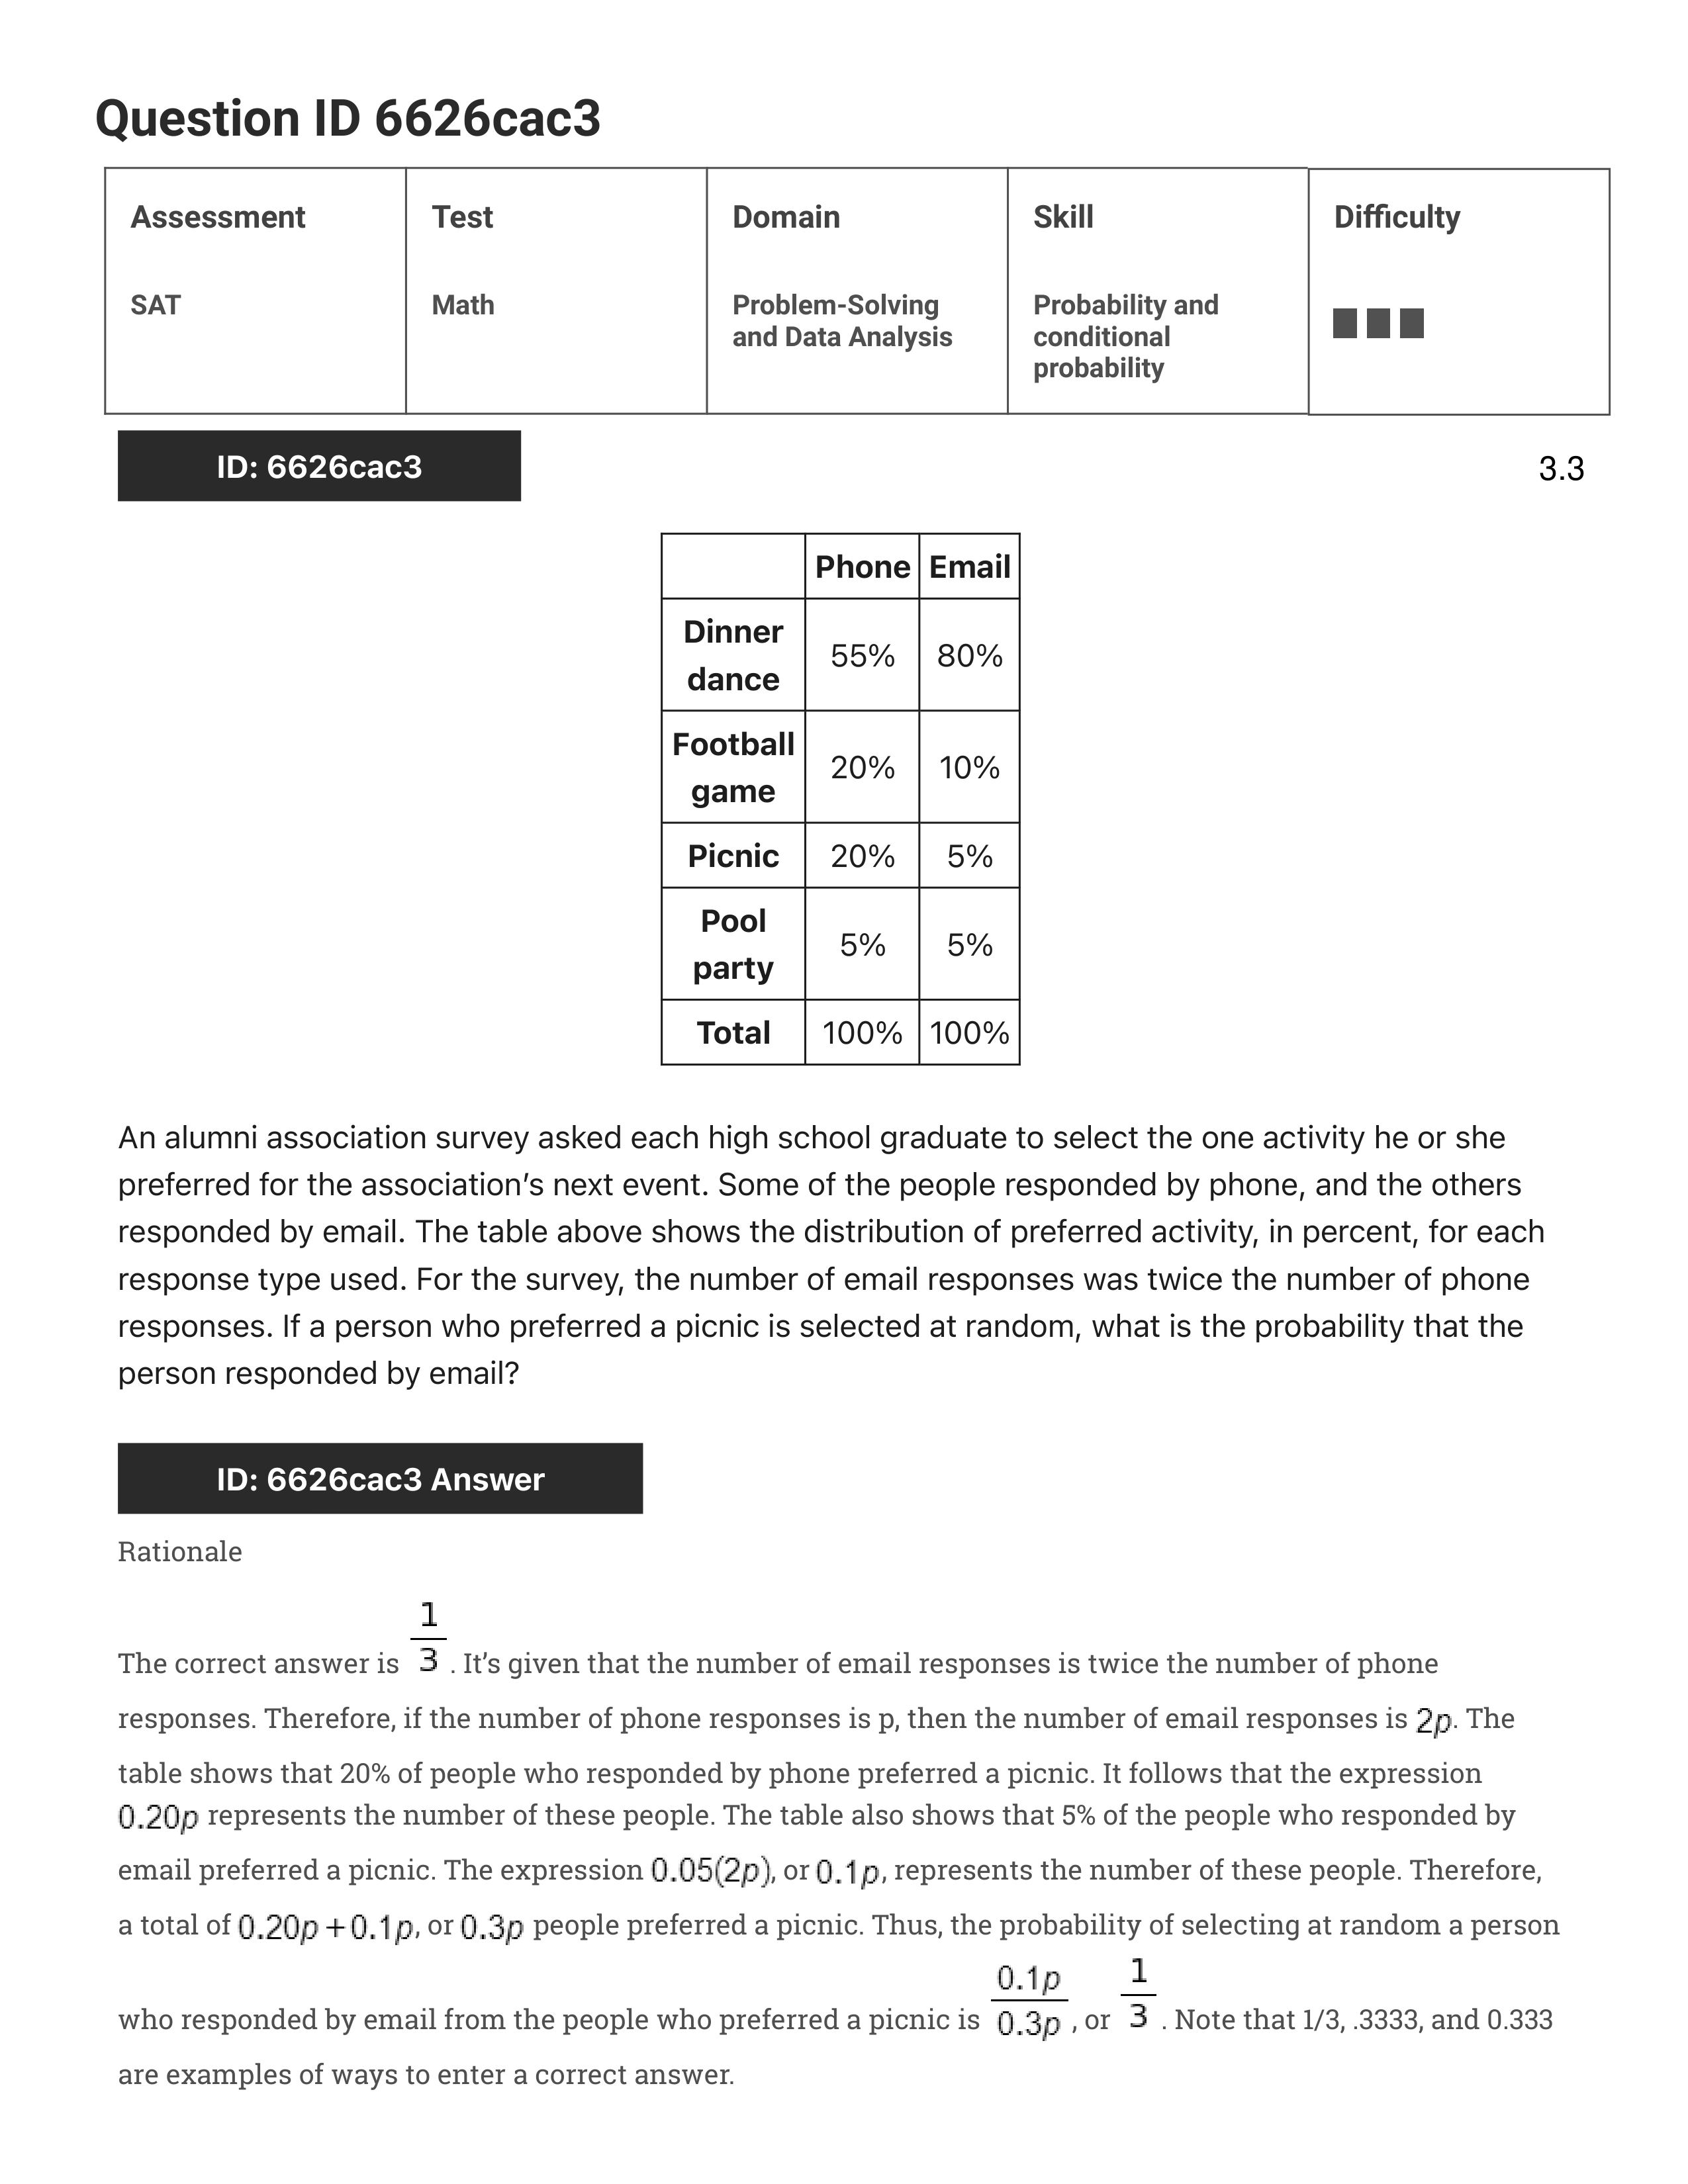 Question ID 6626cac3
Assessment Test Domain Skill Difficulty
SAT Math Problem-Solving and Data Analysis Probability and conditional probability
ID: 6626cac3 3.3
Phone Email
Dinner dance 55% 80%
Football game 20% 10%
Picnic 20% 5%
Pool party 5% 5%
Total 100% 100%
An alumni association survey asked each high school graduate to select the one activity he or she
preferred for the association’s next event. Some of the people responded by phone, and the others
responded by email. The table above shows the distribution of preferred activity, in percent, for each
response type used. For the survey, the number of email responses was twice the number of phone
responses. If a person who preferred a picnic is selected at random, what is the probability that the
person responded by email?
ID: 6626cac3 Answer
Rationale
The correct answer is 1/3. It’s given that the number of email responses is twice the number of phone
responses. Therefore, if the number of phone responses is p, then the number of email responses is 2p. The
table shows that 20% of people who responded by phone preferred a picnic. It follows that the expression
0.20p represents the number of these people. The table also shows that 5% of the people who responded by
email preferred a picnic. The expression 0.05(2p), or 0.1p, represents the number of these people. Therefore,
a total of 0.20p + 0.1p, or 0.3p people preferred a picnic. Thus, the probability of selecting at random a person
who responded by email from the people who preferred a picnic is 0.1p/0.3p, or 1/3. Note that 1/3, .3333, and 0.333
are examples of ways to enter a correct answer.